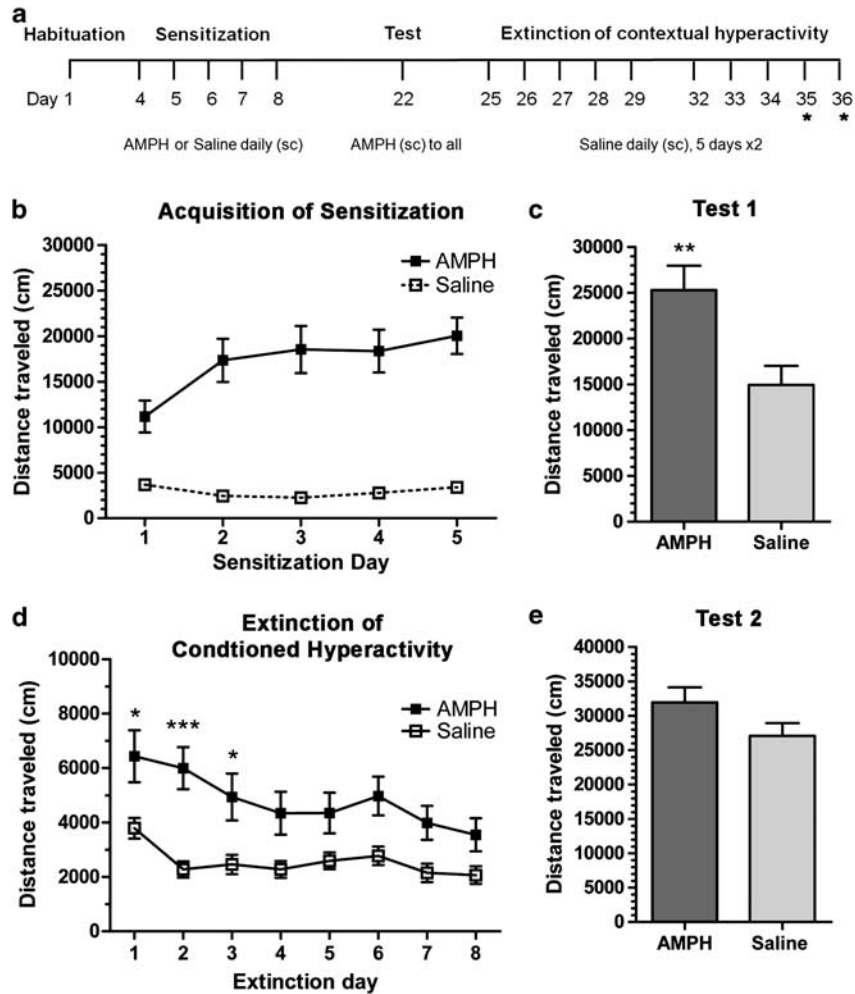 a
Habituation Sensitization Test Extinction of contextual hyperactivity
Day 1 4 5 6 7 8 22 25 26 27 28 29 32 33 34 35 36
* *
AMPH or Saline daily (sc) AMPH (sc) to all Saline daily (sc), 5 days x2
b
Acquisition of Sensitization
Distance traveled (cm)
30000
25000
20000
15000
10000
5000
0
AMPH
Saline
1 2 3 4 5
Sensitization Day
c
Test 1
Distance traveled (cm)
30000
25000
20000
15000
10000
5000
0
**
AMPH Saline
d
Extinction of
Condtioned Hyperactivity
Distance traveled (cm)
10000
8000
6000
4000
2000
0
* *** *
AMPH
Saline
1 2 3 4 5 6 7 8
Extinction day
e
Test 2
Distance traveled (cm)
40000
35000
30000
25000
20000
15000
10000
5000
0
AMPH Saline